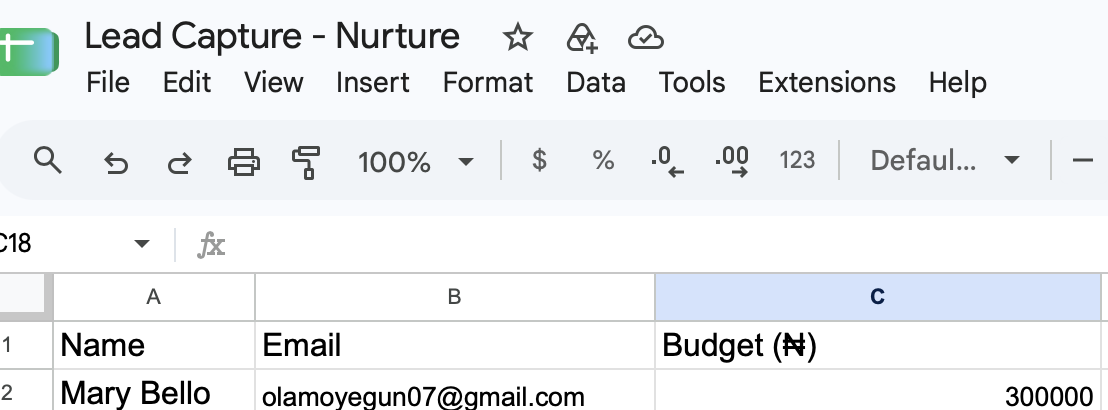 Lead Capture - Nurture
File Edit View Insert Format Data Tools Extensions Help
100% $ % .0 .00 123 Defaul...
C18 fx
A B C
1 Name Email Budget (₦)
2 Mary Bello olamoyegun07@gmail.com 300000